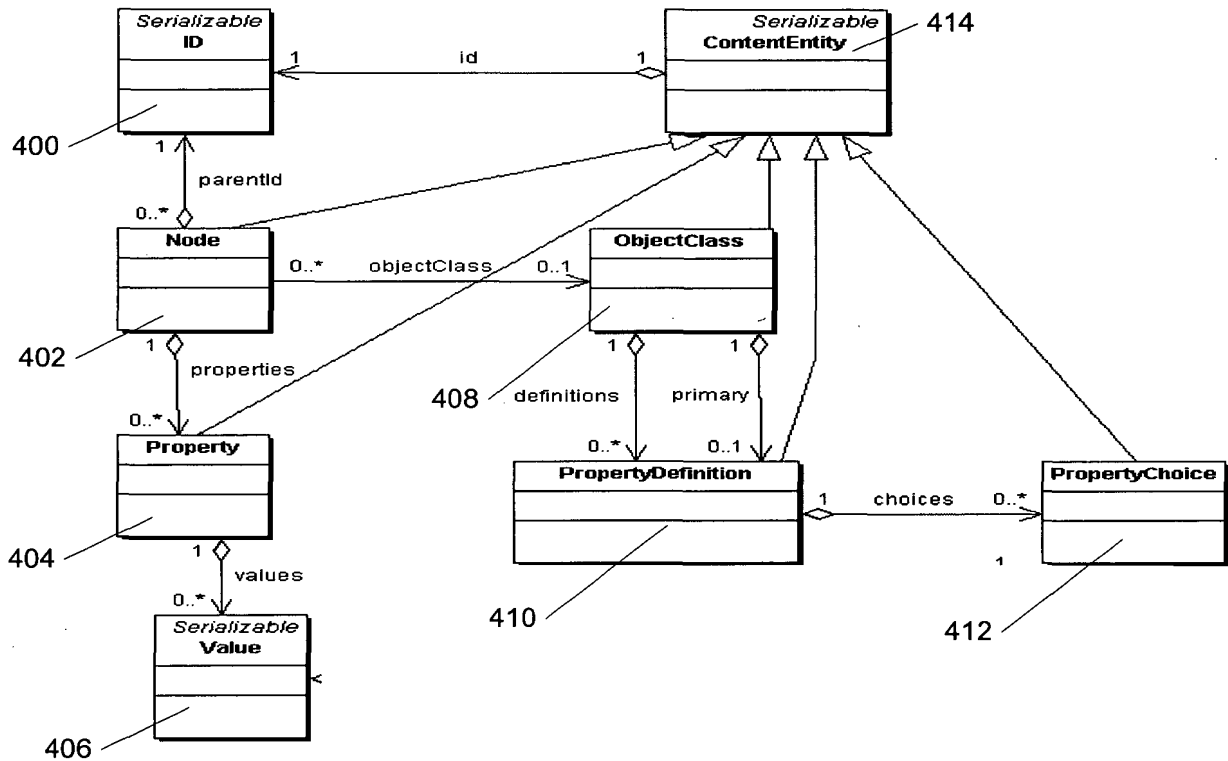 Serializable
ID
Serializable
ContentEntity
414
1
id
1
400
1
parentId
0..*
Node
ObjectClass
0..*
objectClass
0..1
402
1
properties
0..*
408
1
1
definitions
primary
0..*
0..1
Property
PropertyDefinition
PropertyChoice
1
choices
0..*
404
1
values
0..*
1
410
412
Serializable
Value
406